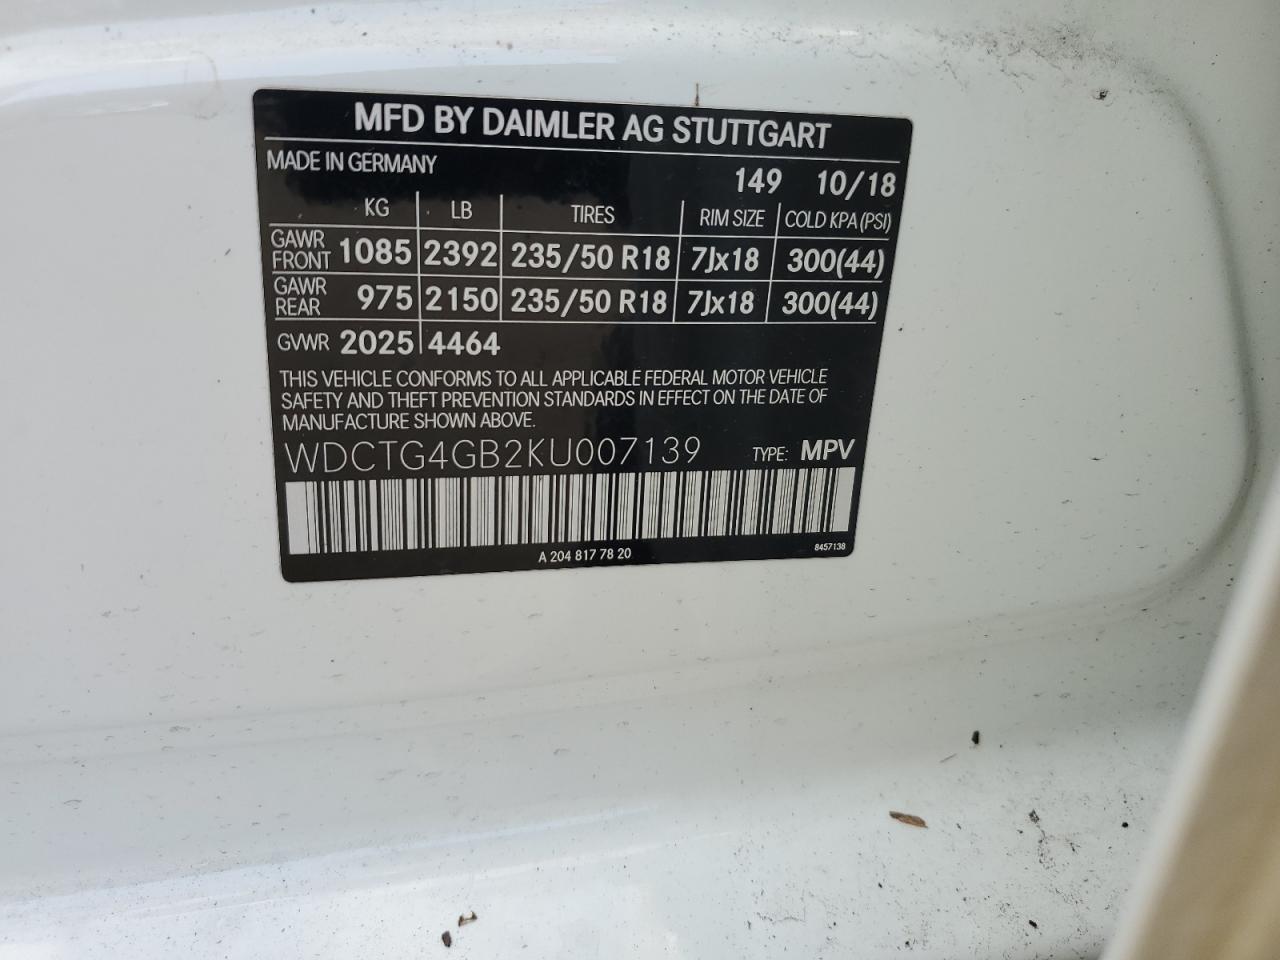 MFD BY DAIMLER AG STUTTGART
MADE IN GERMANY
149 10/18
KG LB TIRES RIM SIZE COLD KPA (PSI)
GAWR FRONT 1085 2392 235/50 R18 7Jx18 300(44)
GAWR REAR 975 2150 235/50 R18 7Jx18 300(44)
GVWR 2025 4464
THIS VEHICLE CONFORMS TO ALL APPLICABLE FEDERAL MOTOR VEHICLE
SAFETY AND THEFT PREVENTION STANDARDS IN EFFECT ON THE DATE OF
MANUFACTURE SHOWN ABOVE.
WDCTG4GB2KU007139 TYPE: MPV
A 204 817 78 20
8457138